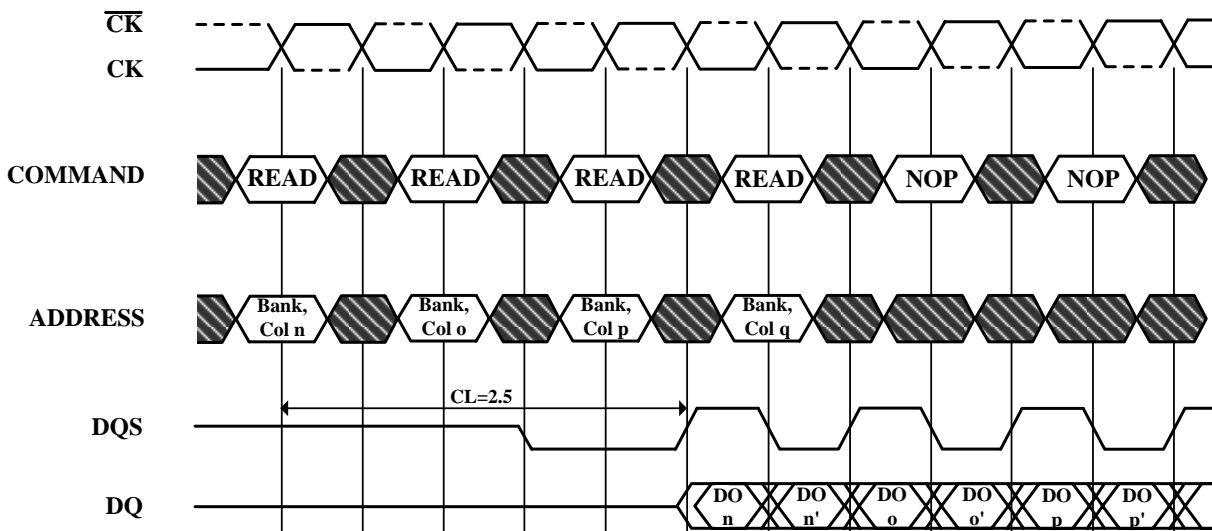 CK
CK
COMMAND READ READ READ READ NOP NOP
ADDRESS Bank, Col n Bank, Col o Bank, Col p Bank, Col q
CL=2.5
DQS
DQ DO n DO n' DO o DO o' DO p DO p'